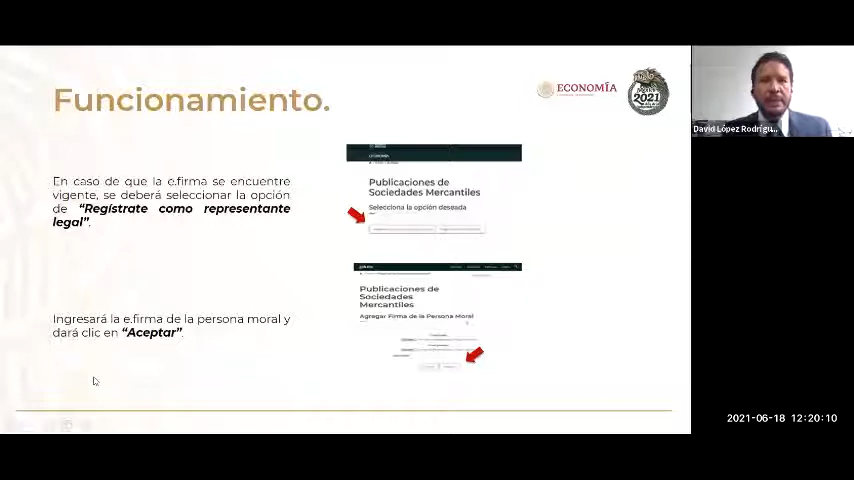 Funcionamiento.
ECONOMÍA
2021
En caso de que la e.firma se encuentre
vigente, se deberá seleccionar la opción
de “Regístrate como representante
legal”.
Ingresará la e.firma de la persona moral y
dará clic en “Aceptar”.
ECONOMÍA
Publicaciones de
Sociedades Mercantiles
Selecciona la opción deseada
Publicaciones de
Sociedades
Mercantiles
Agregar Firma de la Persona Moral
David López Rodrígu...
2021-06-18 12:20:10